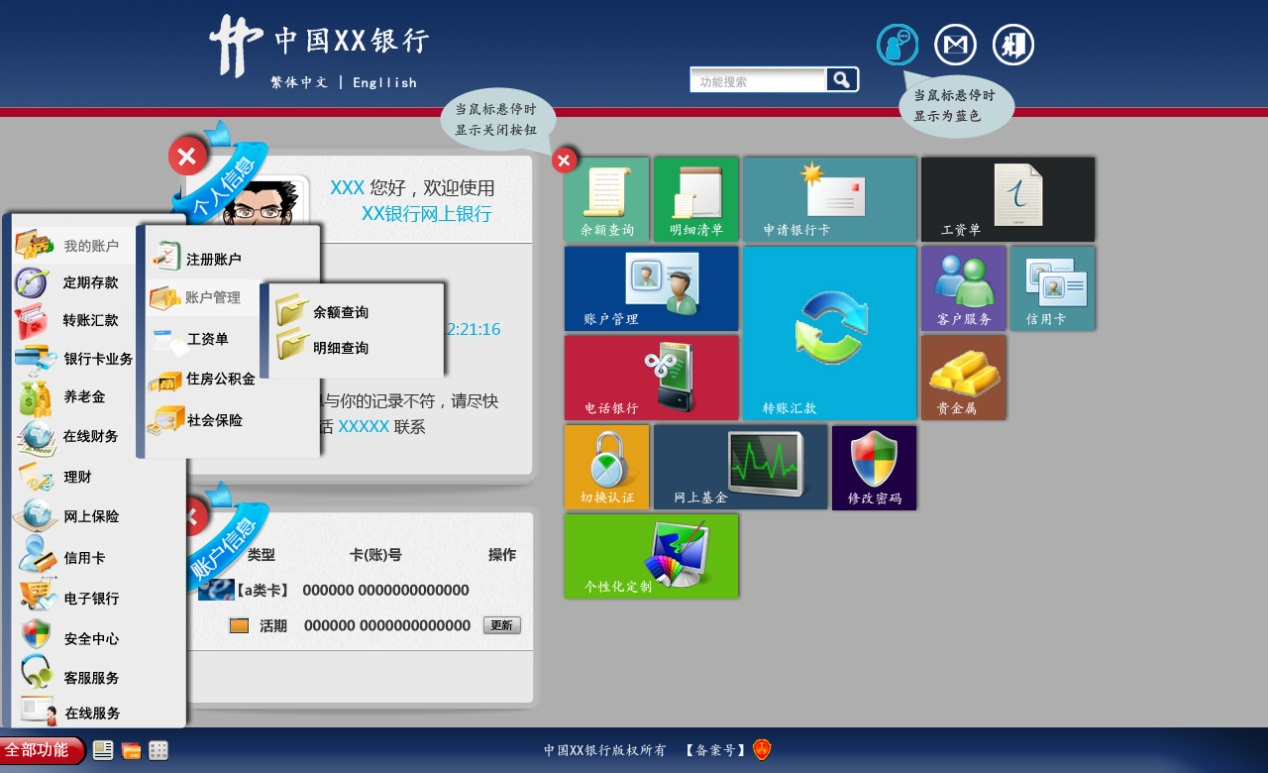 中国XX银行
繁体中文 | Engllish
功能搜索
当鼠标悬停时
显示为蓝色
当鼠标悬停时
显示关闭按钮
个人信息
XXX 您好，欢迎使用
XX银行网上银行
2:21:16
与你的记录不符，请尽快
话 XXXXX 联系
我的账户
定期存款
转账汇款
银行卡业务
养老金
在线财务
理财
网上保险
信用卡
电子银行
安全中心
客服服务
在线服务
注册账户
账户管理
工资单
住房公积金
社会保险
余额查询
明细查询
账户信息
类型 卡(账)号 操作
【a类卡】 000000 0000000000000
活期 000000 0000000000000 更新
余额查询
明细清单
申请银行卡
工资单
账户管理
转账汇款
客户服务
信用卡
电话银行
贵金属
切换认证
网上基金
修改密码
个性化定制
全部功能
中国XX银行版权所有 【备案号】